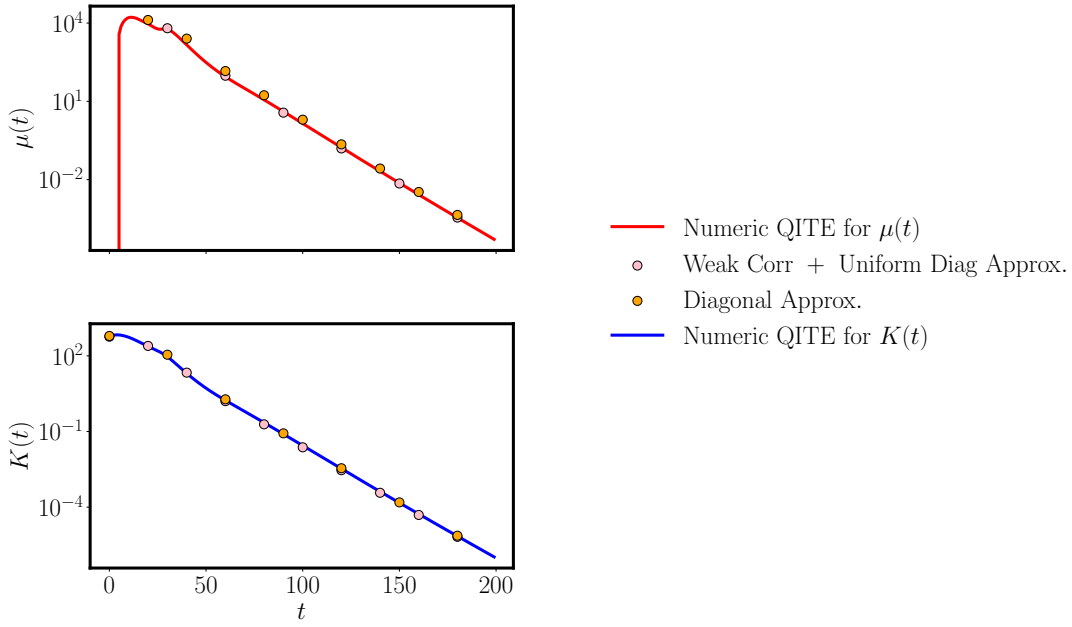 10^4
10^1
10^−2
μ(t)
10^2
10^−1
10^−4
K(t)
0 50 100 150 200
t
Numeric QITE for μ(t)
Weak Corr + Uniform Diag Approx.
Diagonal Approx.
Numeric QITE for K(t)